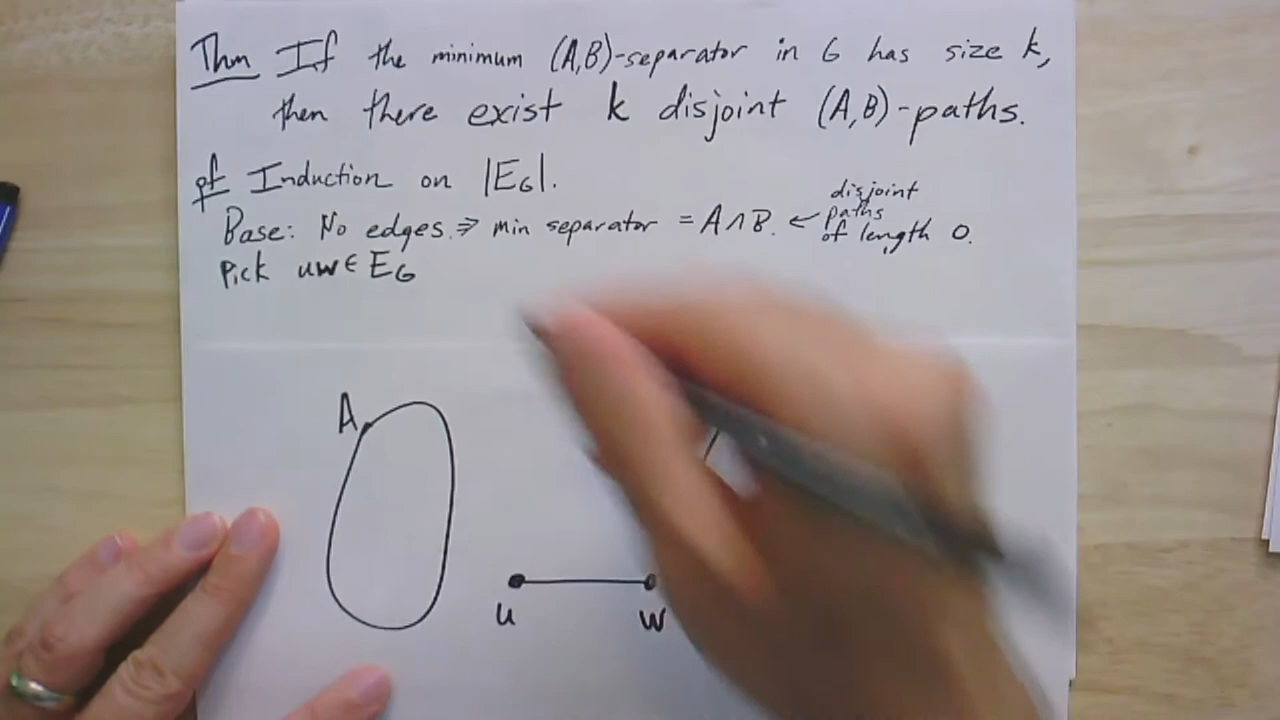 Thm If the minimum (A,B)-separator in G has size k,
then there exist k disjoint (A,B)-paths.
pf Induction on |E_G|.
Base: No edges. ⇒ min separator = A∩B. ← disjoint paths of length 0.
Pick uw ∈ E_G
A
u w